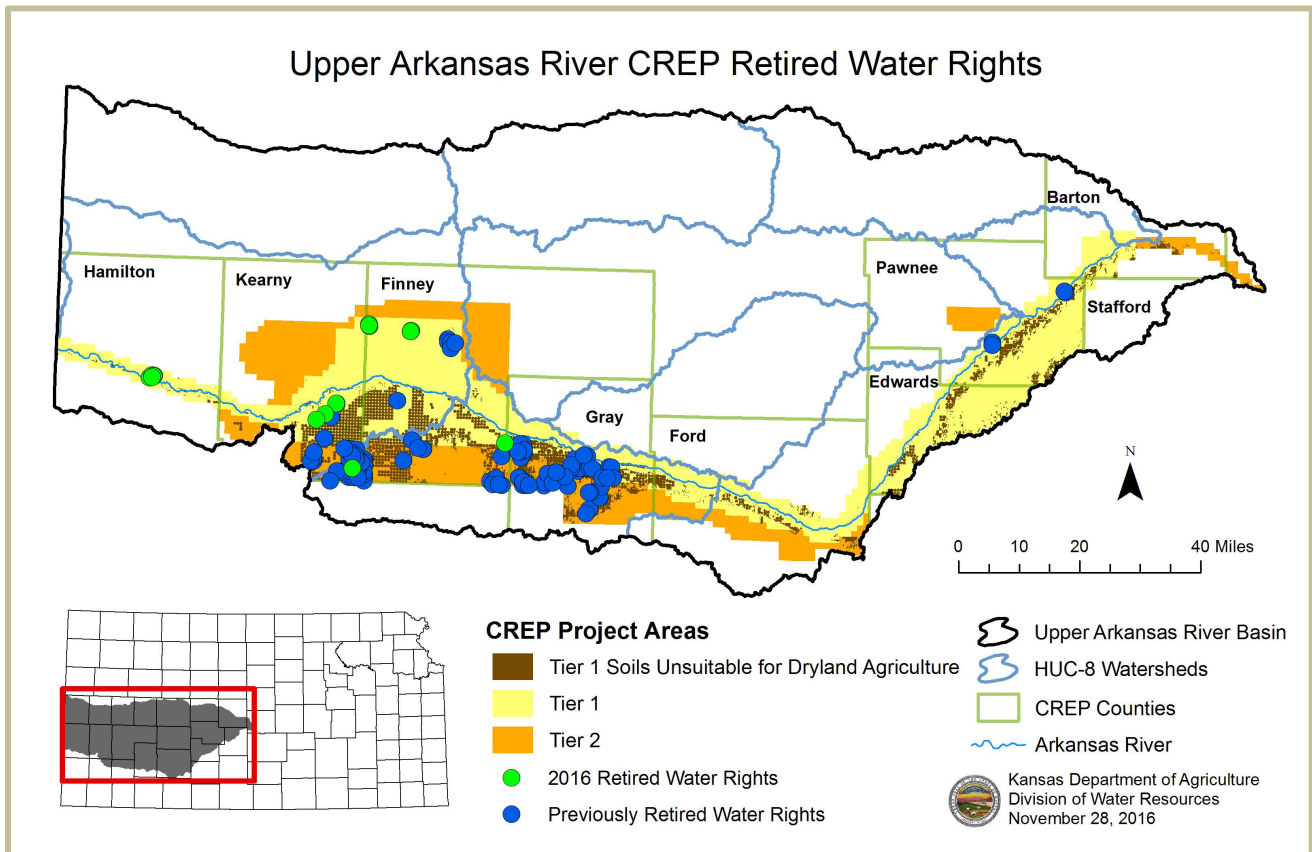 Upper Arkansas River CREP Retired Water Rights
Barton
Hamilton
Kearny
Finney
Pawnee
Stafford
Edwards
Gray
Ford
N
0 10 20 40 Miles
CREP Project Areas
Tier 1 Soils Unsuitable for Dryland Agriculture
Tier 1
Tier 2
2016 Retired Water Rights
Previously Retired Water Rights
Upper Arkansas River Basin
HUC-8 Watersheds
CREP Counties
Arkansas River
Kansas Department of Agriculture
Division of Water Resources
November 28, 2016